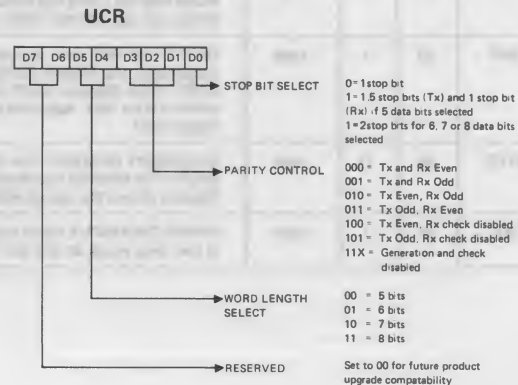 UCR
D7 D6 D5 D4 D3 D2 D1 D0
STOP BIT SELECT
0=1stop bit
1=1.5 stop bits (Tx) and 1 stop bit
(Rx) if 5 data bits selected
1=2stop bits for 6, 7 or 8 data bits
selected
PARITY CONTROL
000 = Tx and Rx Even
001 = Tx and Rx Odd
010 = Tx Even, Rx Odd
011 = Tx Odd, Rx Even
100 = Tx Even, Rx check disabled
101 = Tx Odd, Rx check disabled
11X = Generation and check
disabled
WORD LENGTH
SELECT
00 = 5 bits
01 = 6 bits
10 = 7 bits
11 = 8 bits
RESERVED
Set to 00 for future product
upgrade compatability